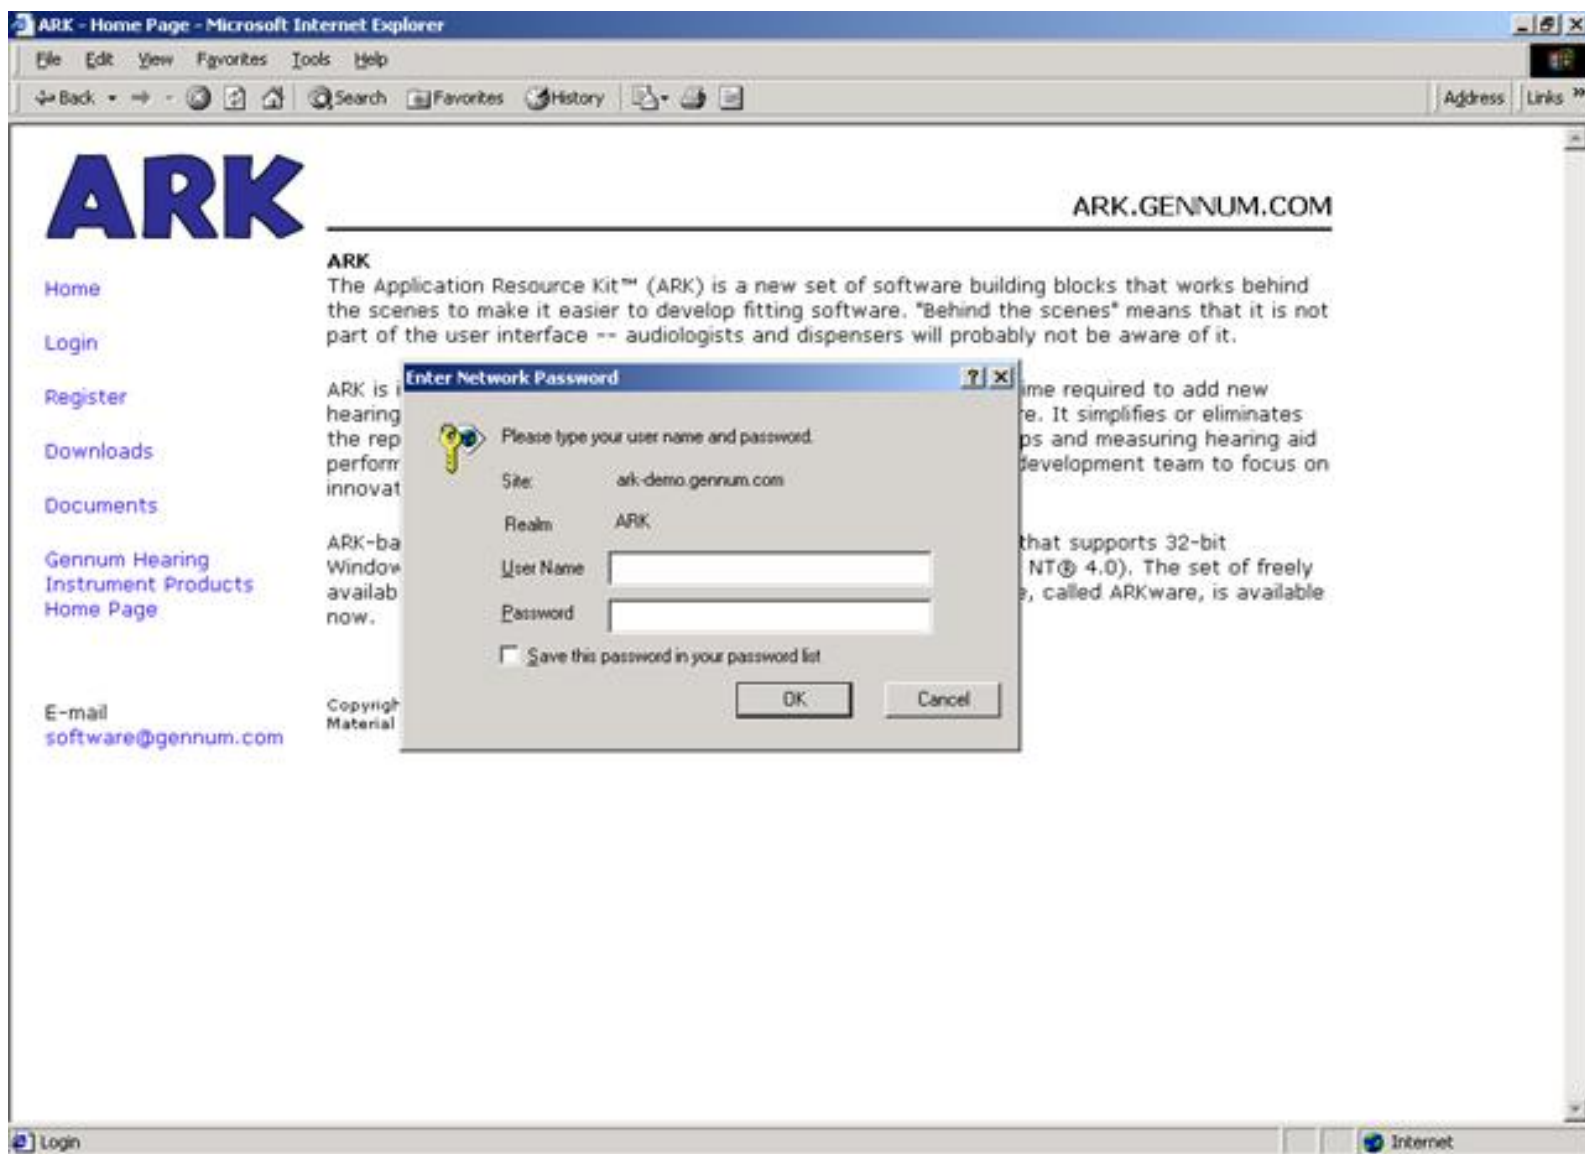 ARK - Home Page - Microsoft Internet Explorer
File Edit View Favorites Tools Help
Back Search Favorites History Address Links »
ARK
ARK.GENNUM.COM
Home
Login
Register
Downloads
Documents
Gennum Hearing
Instrument Products
Home Page
E-mail
software@gennum.com
ARK
The Application Resource Kit™ (ARK) is a new set of software building blocks that works behind
the scenes to make it easier to develop fitting software. "Behind the scenes" means that it is not
part of the user interface -- audiologists and dispensers will probably not be aware of it.
ARK is i
ime required to add new
hearing
re. It simplifies or eliminates
the rep
ps and measuring hearing aid
perform
development team to focus on
innovat
ARK-ba
that supports 32-bit
Window
NT® 4.0). The set of freely
availab
e, called ARKware, is available
now.
Copyrigh
Material
Enter Network Password
Please type your user name and password.
Site: ark-demo.gennum.com
Realm ARK
User Name
Password
Save this password in your password list
OK Cancel
Login Internet